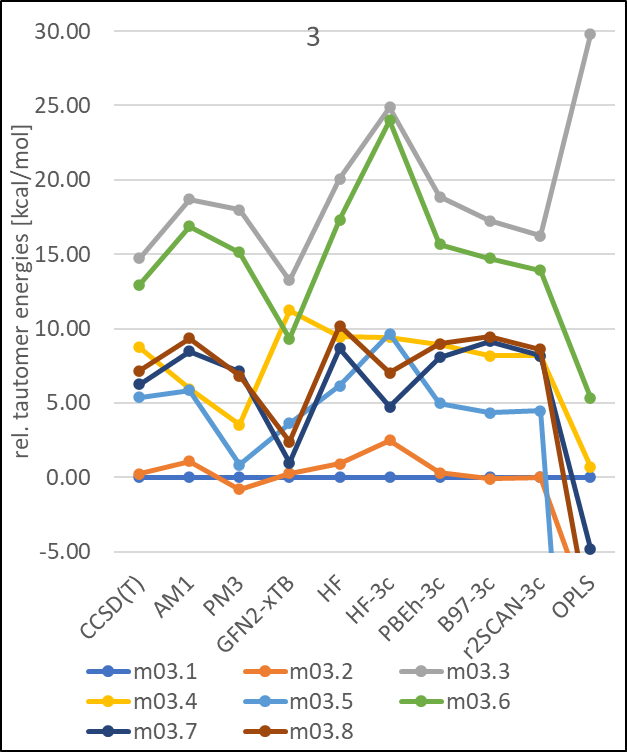 3
rel. tautomer energies [kcal/mol]
30.00
25.00
20.00
15.00
10.00
5.00
0.00
-5.00
CCSD(T)
AM1
PM3
GFN2-xTB
HF
HF-3c
PBEh-3c
B97-3c
r2SCAN-3c
OPLS
m03.1 m03.2 m03.3
m03.4 m03.5 m03.6
m03.7 m03.8